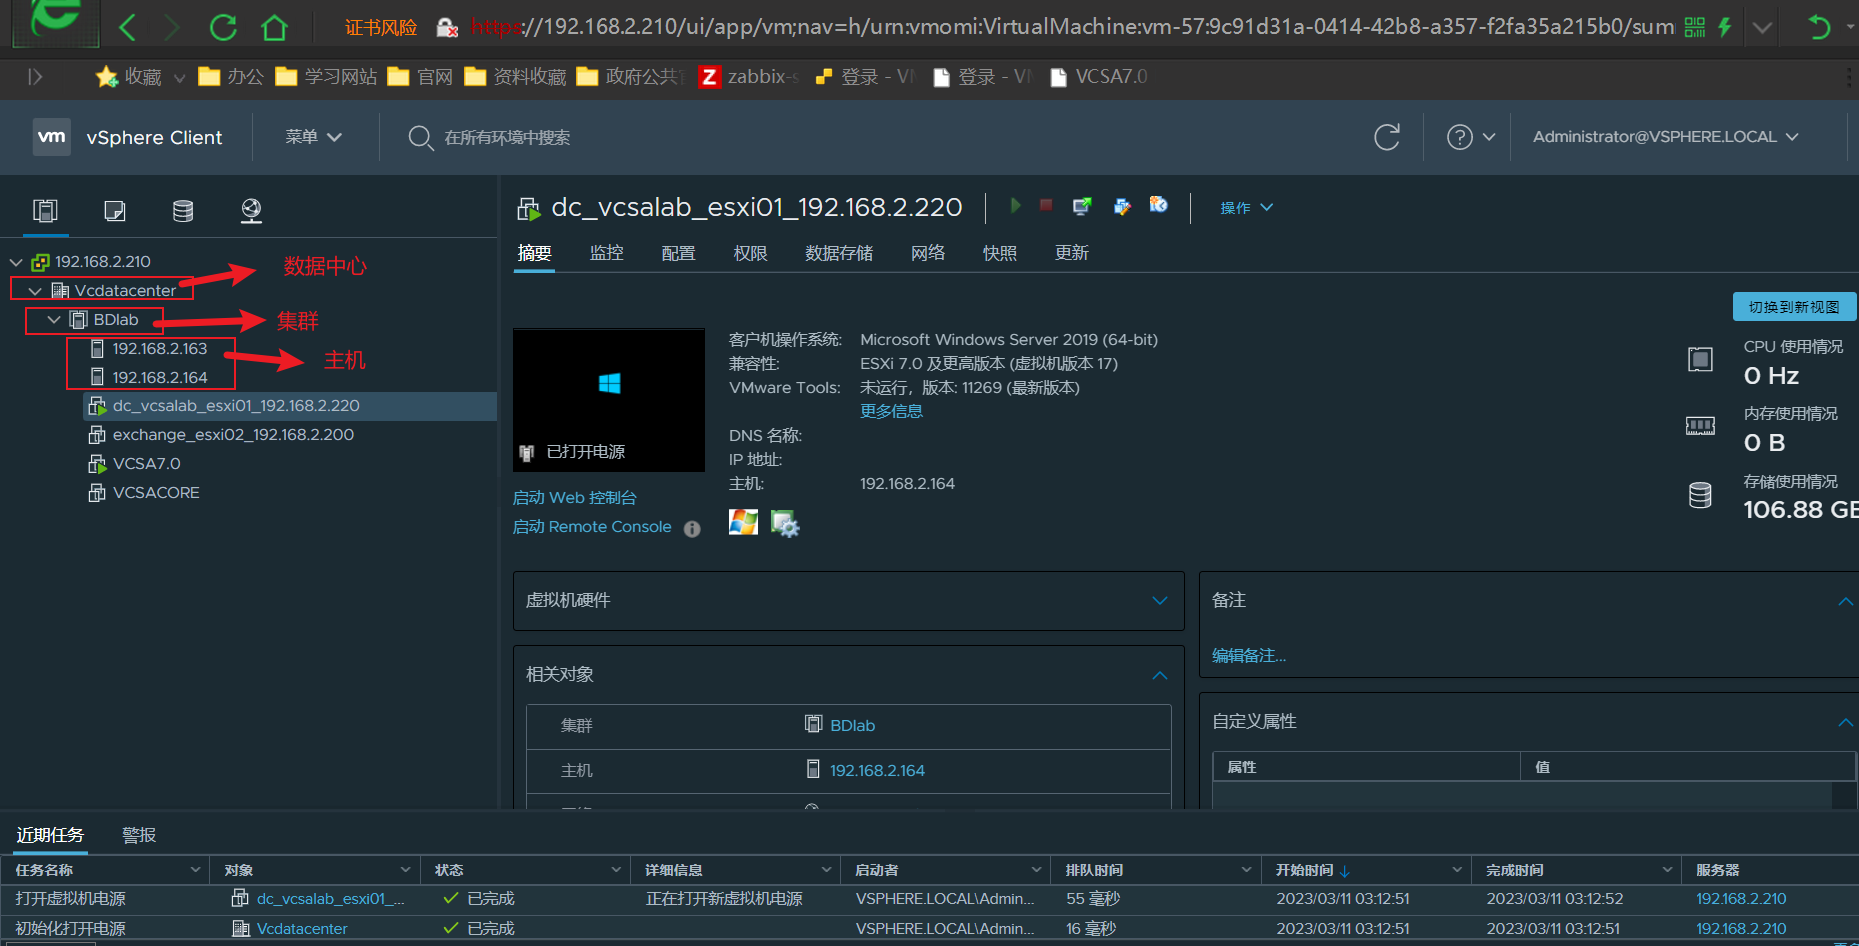 证书风险 https://192.168.2.210/ui/app/vm;nav=h/urn:vmomi:VirtualMachine:vm-57:9c91d31a-0414-42b8-a357-f2fa35a215b0/sum
收藏 办公 学习网站 官网 资料收藏 政府公共 zabbix-s 登录 - VM 登录 - VM VCSA7.0
vm vSphere Client 菜单 在所有环境中搜索 Administrator@VSPHERE.LOCAL
192.168.2.210
Vcdatacenter 数据中心
BDlab 集群
192.168.2.163
主机
192.168.2.164
dc_vcsalab_esxi01_192.168.2.220
exchange_esxi02_192.168.2.200
VCSA7.0
VCSACORE
dc_vcsalab_esxi01_192.168.2.220 操作
摘要 监控 配置 权限 数据存储 网络 快照 更新
切换到新视图
已打开电源
启动 Web 控制台
启动 Remote Console
客户机操作系统: Microsoft Windows Server 2019 (64-bit)
兼容性: ESXi 7.0 及更高版本 (虚拟机版本 17)
VMware Tools: 未运行，版本: 11269 (最新版本)
更多信息
DNS 名称:
IP 地址:
主机: 192.168.2.164
CPU 使用情况
0 Hz
内存使用情况
0 B
存储使用情况
106.88 GB
虚拟机硬件
相关对象
集群 BDlab
主机 192.168.2.164
备注
编辑备注...
自定义属性
属性 值
近期任务 警报
任务名称 对象 状态 详细信息 启动者 排队时间 开始时间 完成时间 服务器
打开虚拟机电源 dc_vcsalab_esxi01_... 已完成 正在打开新虚拟机电源 VSPHERE.LOCAL\Admin... 55 毫秒 2023/03/11 03:12:51 2023/03/11 03:12:52 192.168.2.210
初始化打开电源 Vcdatacenter 已完成 VSPHERE.LOCAL\Admin... 16 毫秒 2023/03/11 03:12:51 2023/03/11 03:12:51 192.168.2.210